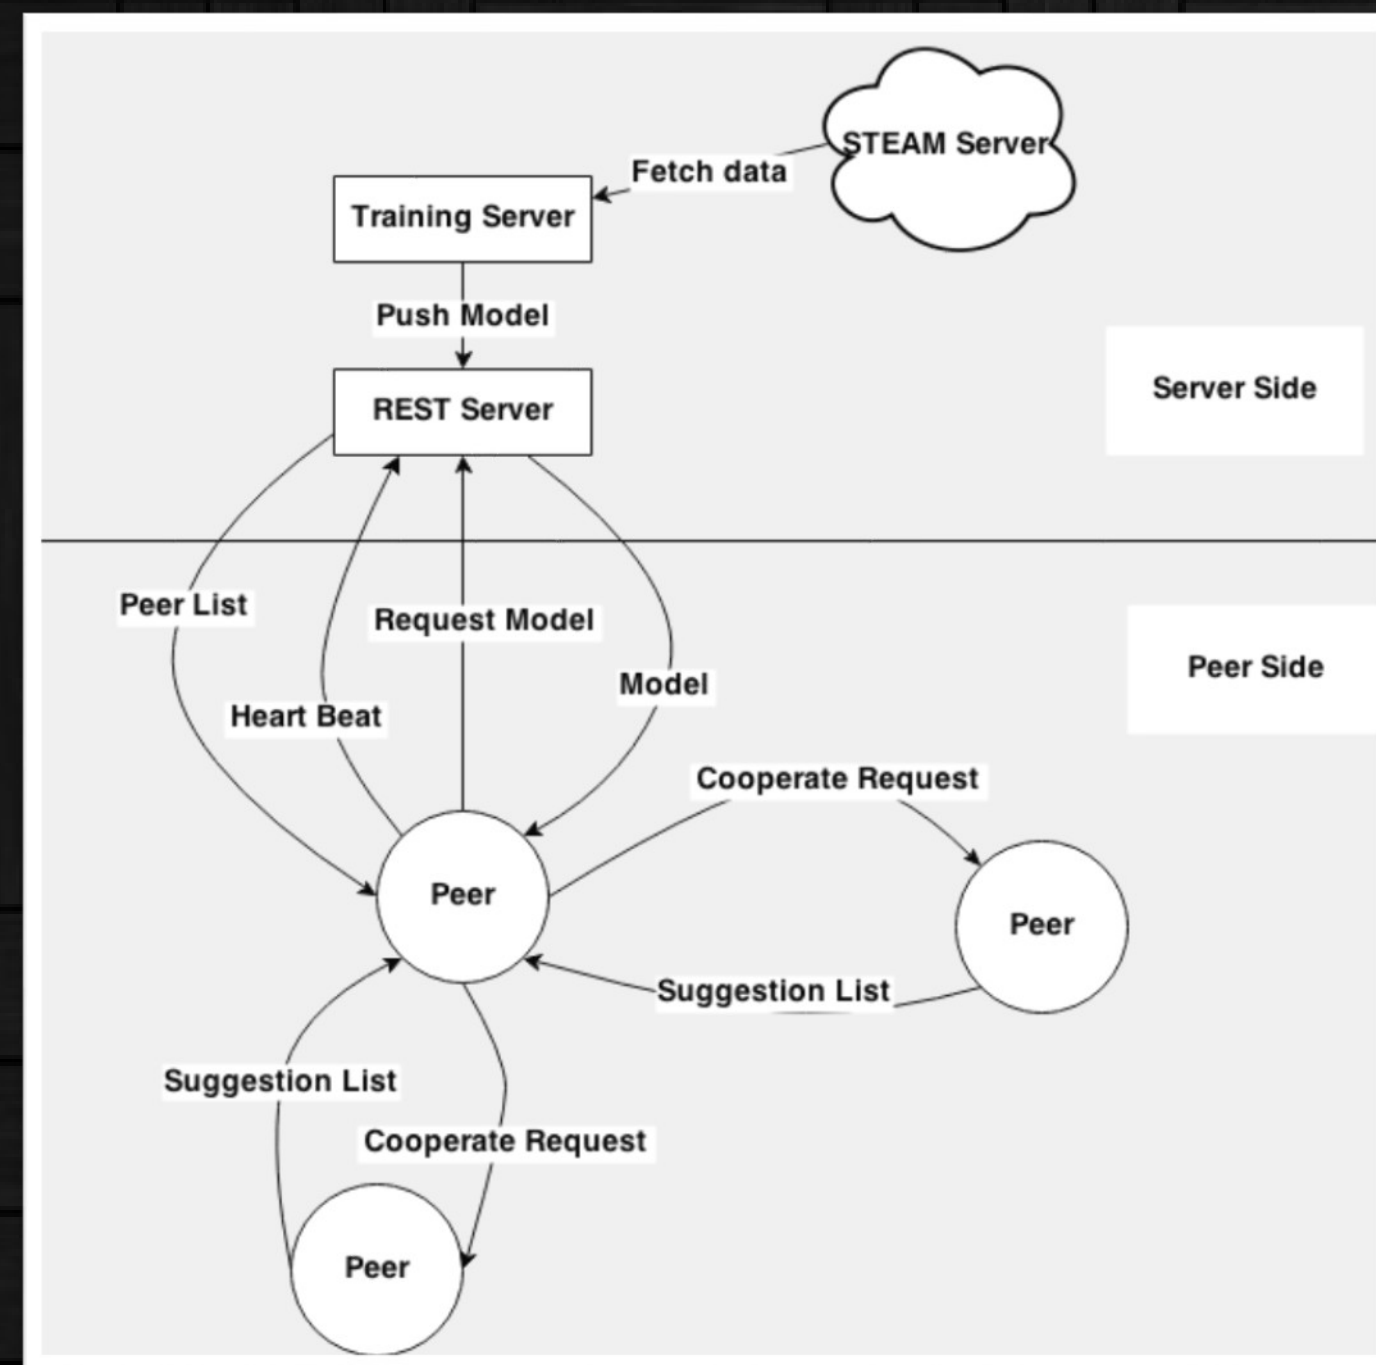 STEAM Server
Fetch data
Training Server
Push Model
Server Side
REST Server
Peer List
Request Model
Peer Side
Model
Heart Beat
Cooperate Request
Peer
Peer
Suggestion List
Suggestion List
Cooperate Request
Peer